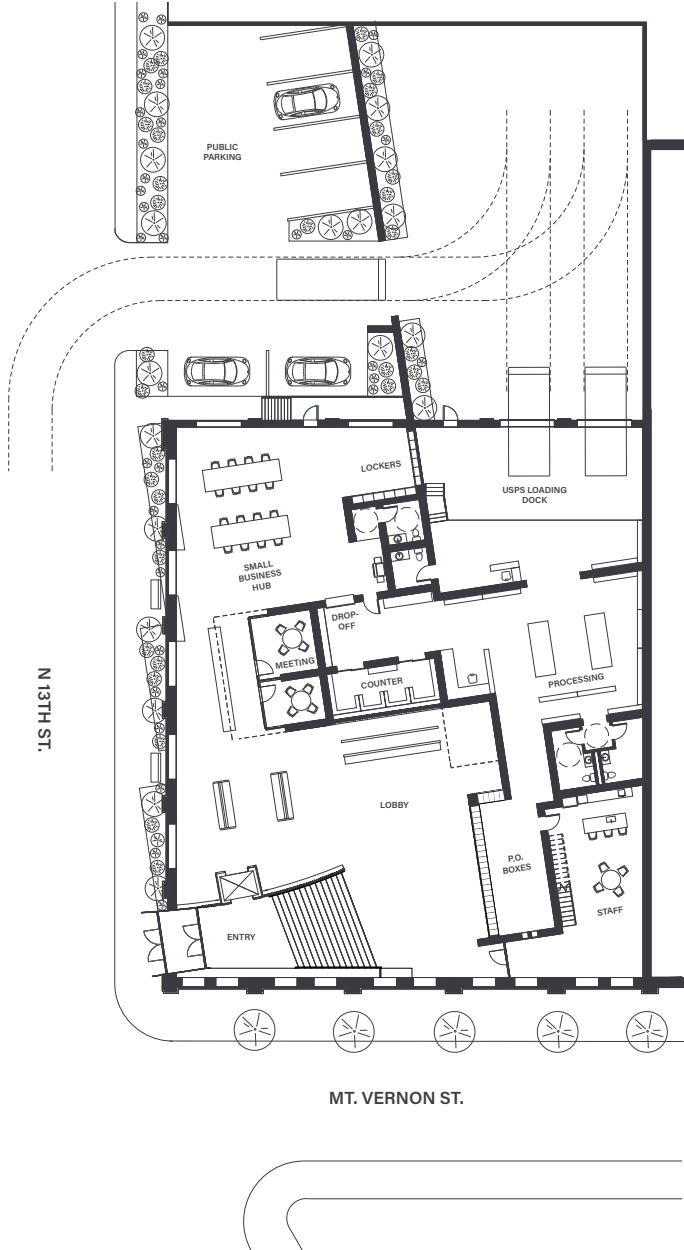 PUBLIC
PARKING
LOCKERS
USPS LOADING
DOCK
SMALL
BUSINESS
HUB
DROP-
OFF
MEETING
COUNTER
PROCESSING
N 13TH ST.
LOBBY
P.O.
BOXES
STAFF
ENTRY
MT. VERNON ST.